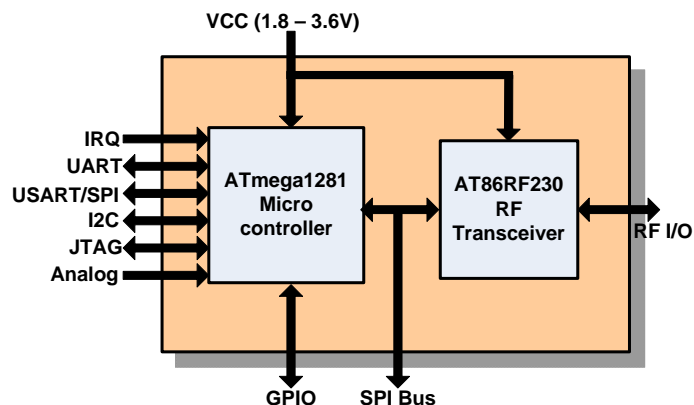 VCC (1.8 – 3.6V)
IRQ
UART
USART/SPI
I2C
JTAG
Analog
ATmega1281
Micro
controller
AT86RF230
RF
Transceiver
RF I/O
GPIO
SPI Bus